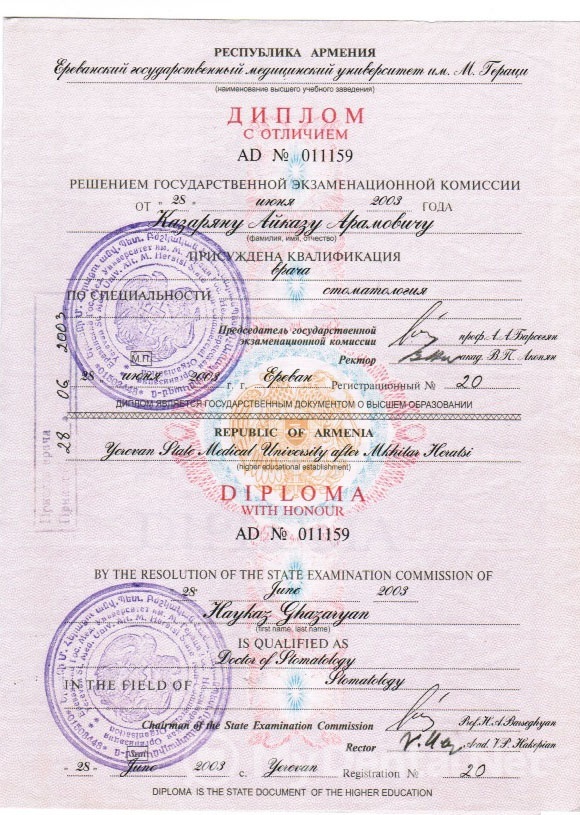 РЕСПУБЛИКА АРМЕНИЯ
Ереванский государственный медицинский университет им. М. Гераци
(наименование высшего учебного заведения)
ДИПЛОМ
С ОТЛИЧИЕМ
AD № 011159
РЕШЕНИЕМ ГОСУДАРСТВЕННОЙ ЭКЗАМЕНАЦИОННОЙ КОМИССИИ
ОТ " 28 " июня 2003 ГОДА
Казаряну Айказу Арамовичу
(фамилия, имя, отчество)
ПРИСУЖДЕНА КВАЛИФИКАЦИЯ
врача
ПО СПЕЦИАЛЬНОСТИ стоматология
Председатель государственной
экзаменационной комиссии проф. А.А. Барсегян
Ректор акад. В.П. Акопян
М.П.
28 июня 2003 г. г. Ереван Регистрационный № 20
ДИПЛОМ ЯВЛЯЕТСЯ ГОСУДАРСТВЕННЫМ ДОКУМЕНТОМ О ВЫСШЕМ ОБРАЗОВАНИИ
28 06 2003
REPUBLIC OF ARMENIA
Yerevan State Medical University after Mkhitar Heratsi
(higher educational establishment)
DIPLOMA
WITH HONOUR
AD № 011159
BY THE RESOLUTION OF THE STATE EXAMINATION COMMISSION OF
28 June 2003
Haykaz Ghazaryan
(first name, last name)
IS QUALIFIED AS
Doctor of Stomatology
IN THE FIELD OF Stomatology
Chairman of the State Examination Commission Prof. H.A. Barseghyan
Rector Acad. V.P. Hakopian
- 28 - June 2003 c. Yerevan Registration № 20
DIPLOMA IS THE STATE DOCUMENT OF THE HIGHER EDUCATION